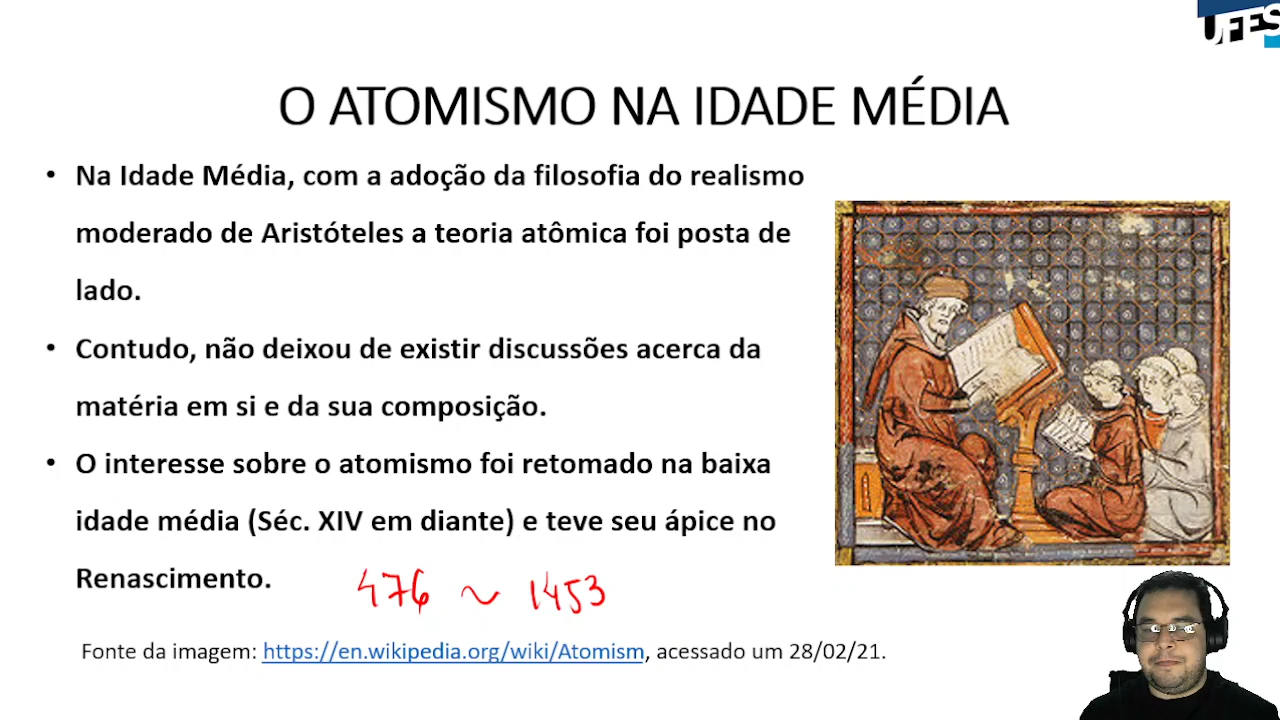 UFES
O ATOMISMO NA IDADE MÉDIA
• Na Idade Média, com a adoção da filosofia do realismo
moderado de Aristóteles a teoria atômica foi posta de
lado.
• Contudo, não deixou de existir discussões acerca da
matéria em si e da sua composição.
• O interesse sobre o atomismo foi retomado na baixa
idade média (Séc. XIV em diante) e teve seu ápice no
Renascimento.
476 ~ 1453
Fonte da imagem: https://en.wikipedia.org/wiki/Atomism, acessado um 28/02/21.